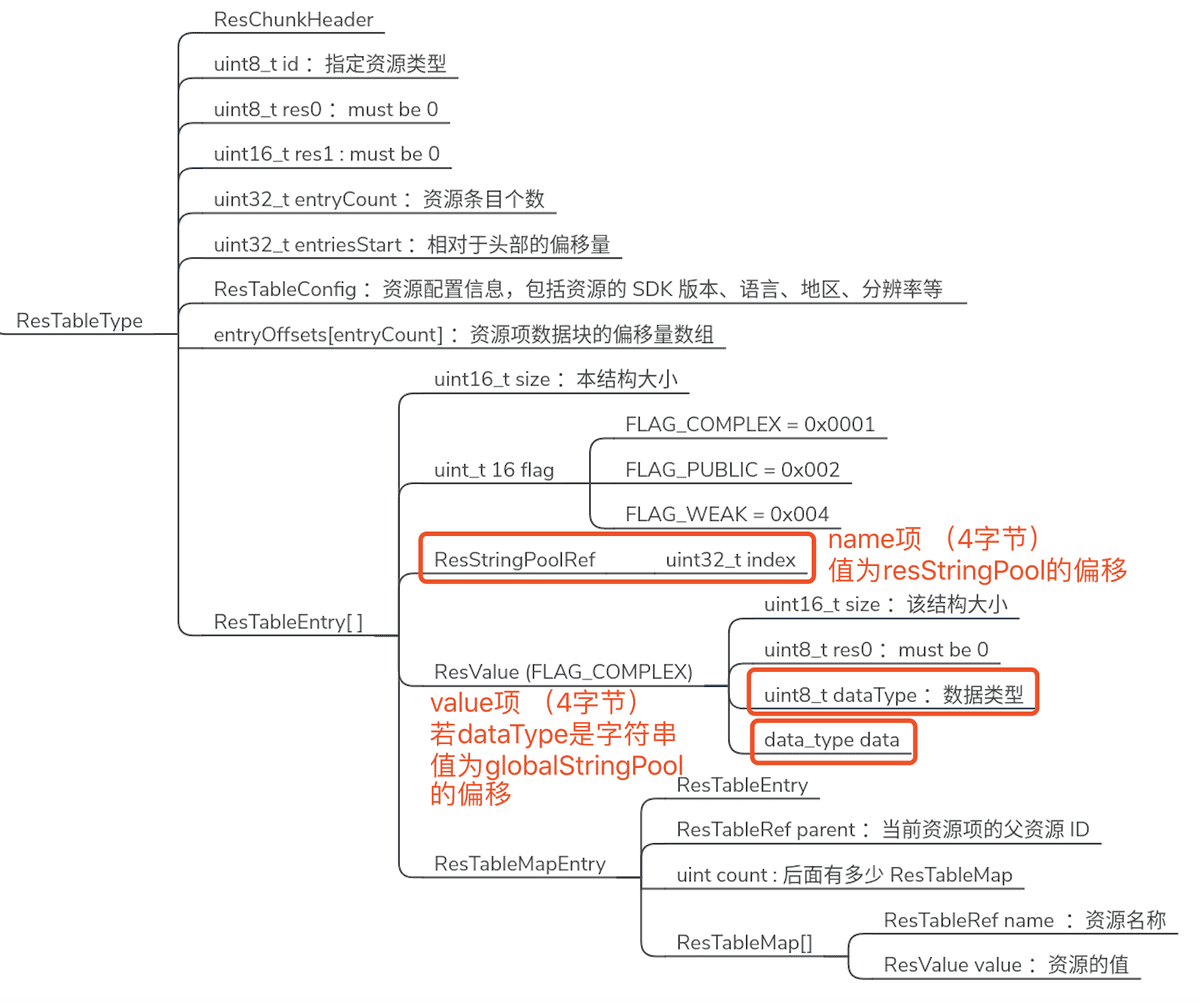 ResChunkHeader
uint8_t id： 指定资源类型
uint8_t res0： must be 0
uint16_t res1 : must be 0
uint32_t entryCount： 资源条目个数
uint32_t entriesStart： 相对于头部的偏移量
ResTableConfig： 资源配置信息，包括资源的 SDK 版本、语言、地区、分辨率等
ResTableType
entryOffsets[entryCount]： 资源项数据块的偏移量数组
uint16_t size： 本结构大小
FLAG_COMPLEX = 0x0001
uint_t 16 flag
FLAG_PUBLIC = 0x002
FLAG_WEAK = 0x004
ResStringPoolRef
uint32_t index
name项 （4字节）
值为resStringPool的偏移
ResTableEntry[ ]
uint16_t size： 该结构大小
uint8_t res0： must be 0
ResValue (FLAG_COMPLEX)
uint8_t dataType： 数据类型
data_type data
value项 （4字节）
若dataType是字符串
值为globalStringPool
的偏移
ResTableEntry
ResTableRef parent： 当前资源项的父资源 ID
ResTableMapEntry
uint count : 后面有多少 ResTableMap
ResTableMap[]
ResTableRef name ： 资源名称
ResValue value： 资源的值